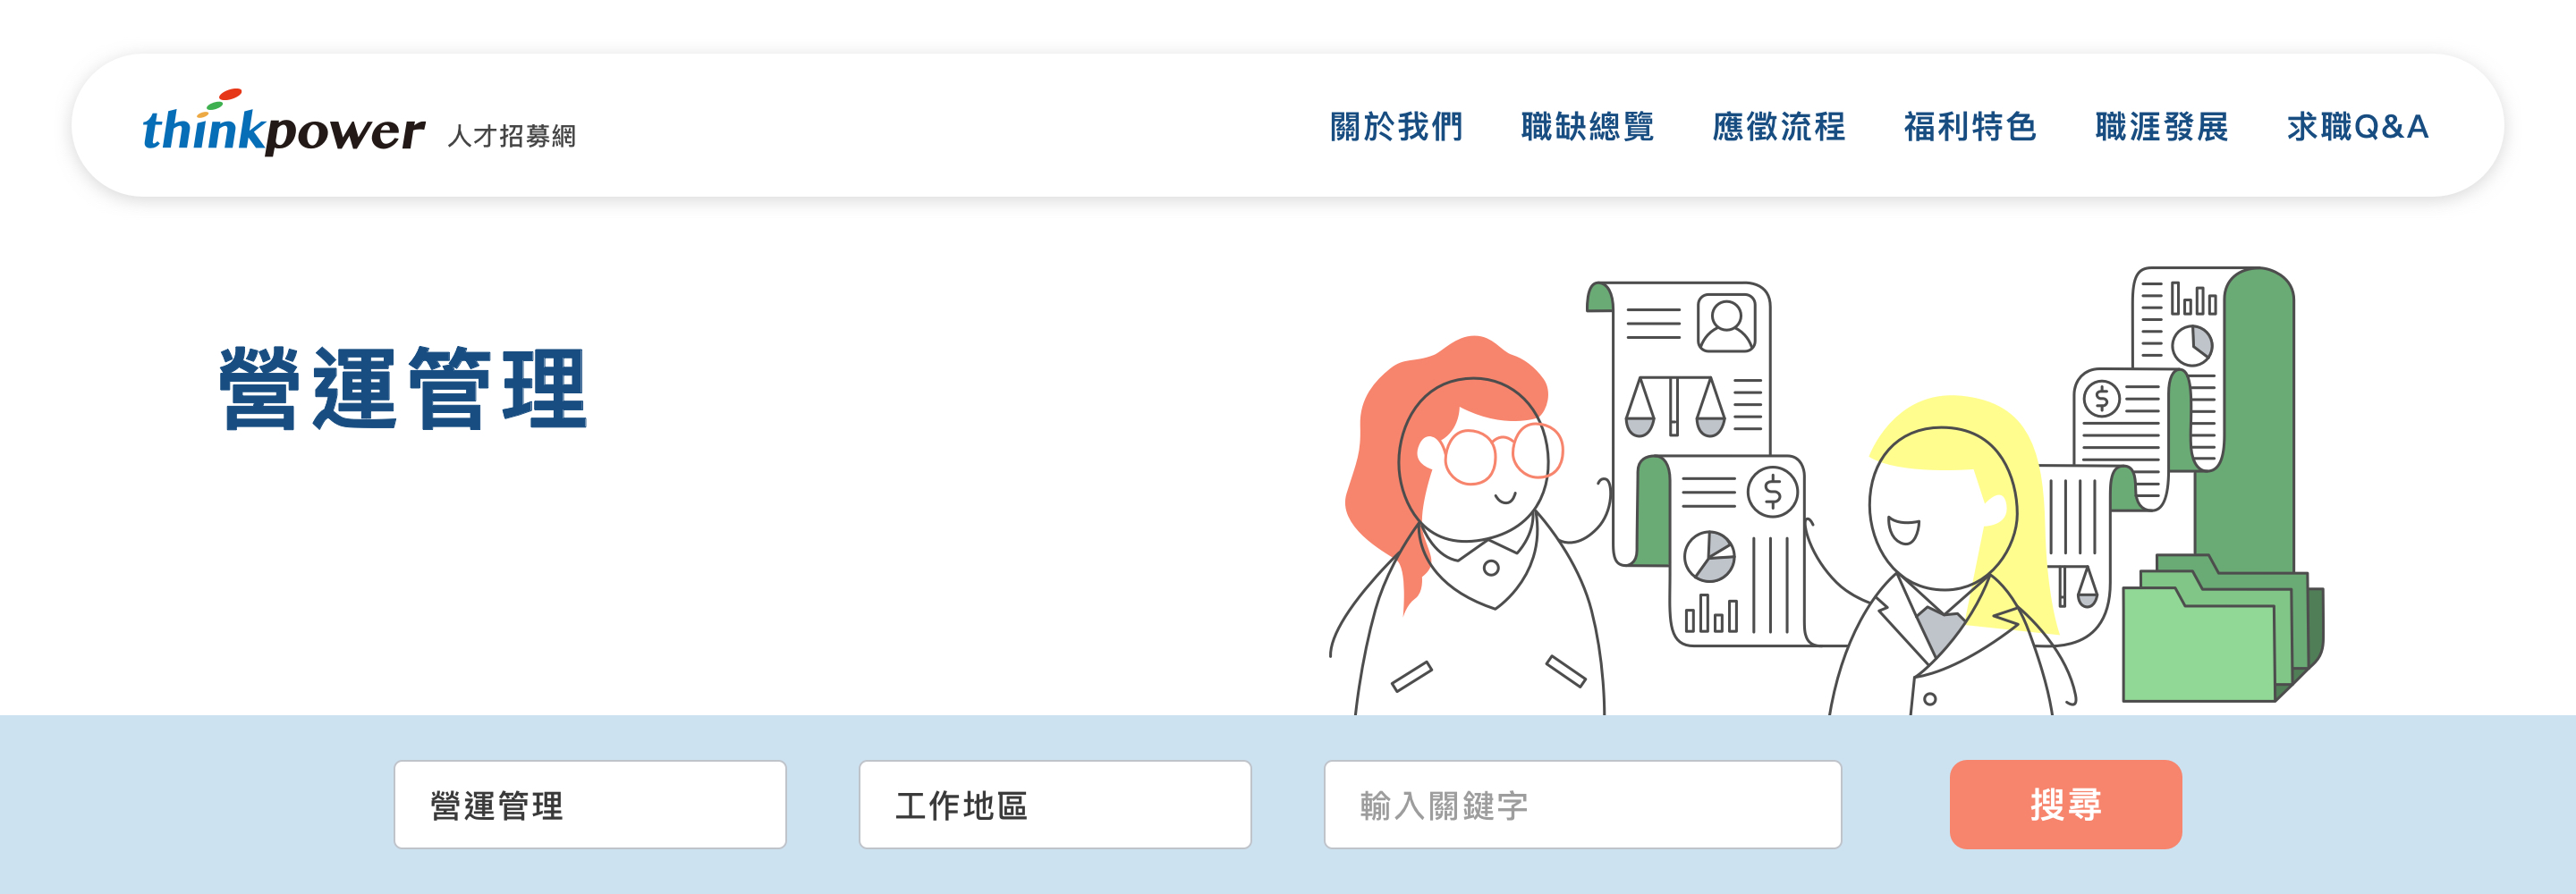 thinkpower 人才招募網
關於我們 職缺總覽 應徵流程 福利特色 職涯發展 求職Q&A
營運管理
$
$
營運管理 工作地區 輸入關鍵字 搜尋